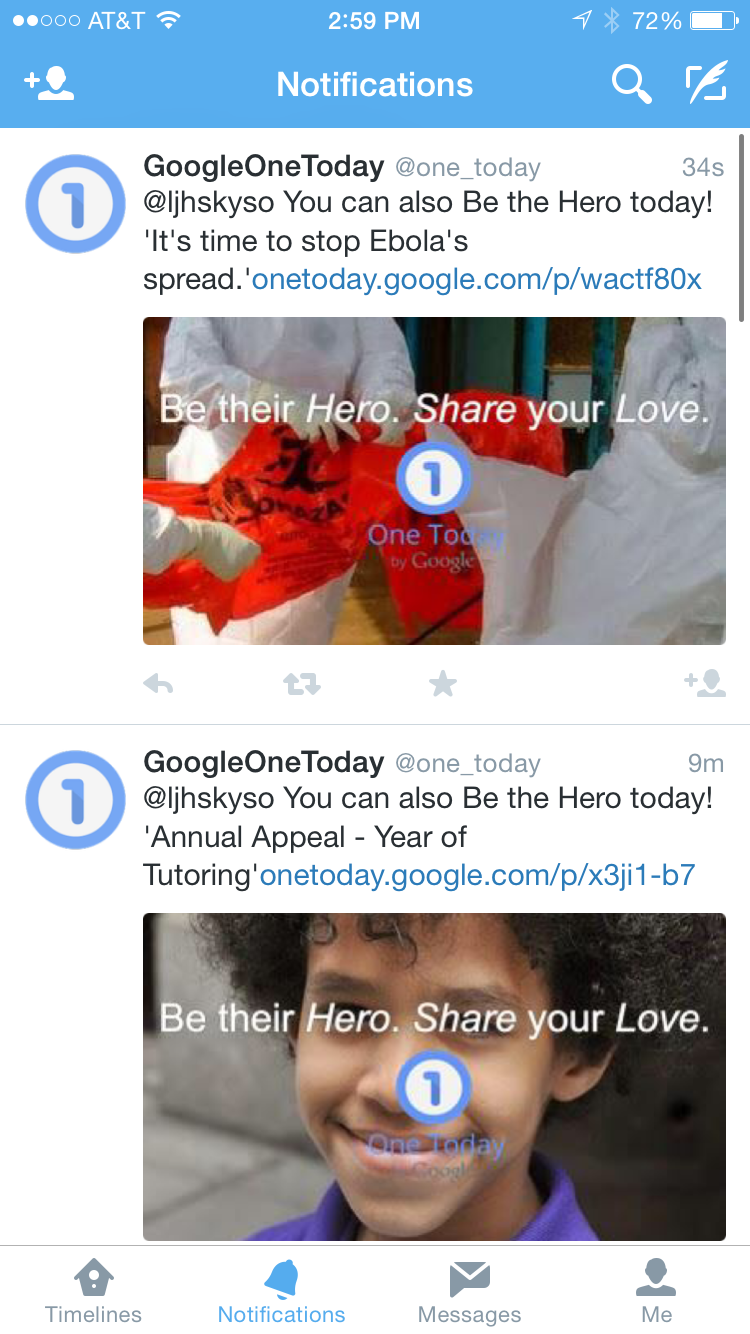 AT&T 2:59 PM 72%
Notifications
GoogleOneToday @one_today 34s
@ljhskyso You can also Be the Hero today!
'It's time to stop Ebola's
spread.'onetoday.google.com/p/wactf80x
Be their Hero. Share your Love.
1
One Today
by Google
GoogleOneToday @one_today 9m
@ljhskyso You can also Be the Hero today!
'Annual Appeal - Year of
Tutoring'onetoday.google.com/p/x3ji1-b7
Be their Hero. Share your Love.
1
One Today
by Google
Timelines Notifications Messages Me